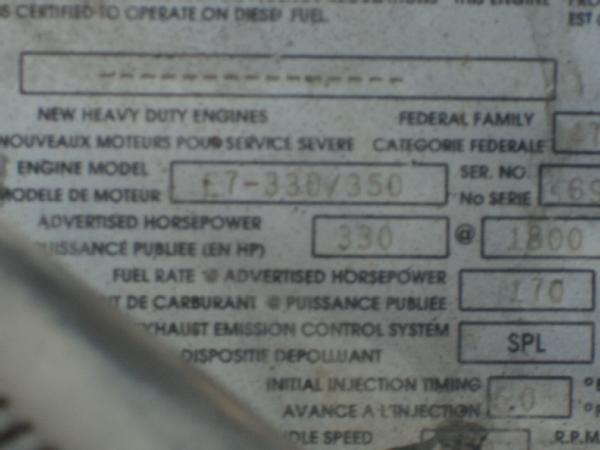 IS CERTIFIED TO OPERATE ON DIESEL FUEL.
EST
----------------
NEW HEAVY DUTY ENGINES FEDERAL FAMILY
NOUVEAUX MOTEURS POUR SERVICE SEVERE CATEGORIE FEDERALE
ENGINE MODEL E7-330/350 SER. NO.
MODELE DE MOTEUR No SERIE
ADVERTISED HORSEPOWER 330 @ 1800
PUISSANCE PUBLIEE (EN HP)
FUEL RATE @ ADVERTISED HORSEPOWER 170
DE CARBURANT @ PUISSANCE PUBLIEE
EXHAUST EMISSION CONTROL SYSTEM SPL
DISPOSITIF DEPOLLUANT
INITIAL INJECTION TIMING
AVANCE A L'INJECTION
IDLE SPEED R.P.M.